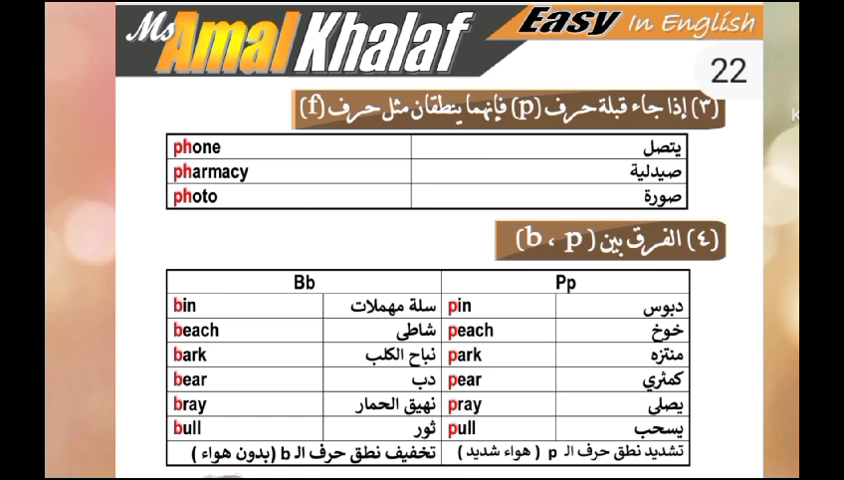 Ms Amal Khalaf
Easy In English
22
(٣) إذا جاء قبلة حرف (p) فإنهما ينطقان مثل حرف (f)
phone يتصل
pharmacy صيدلية
photo صورة
(٤) الفرق بين (b ، p)
Bb Pp
bin سلة مهملات pin دبوس
beach شاطى peach خوخ
bark نباح الكلب park منتزه
bear دب pear كمثري
bray نهيق الحمار pray يصلى
bull ثور pull يسحب
تخفيف نطق حرف الـ b (بدون هواء) تشديد نطق حرف الـ p (هواء شديد)